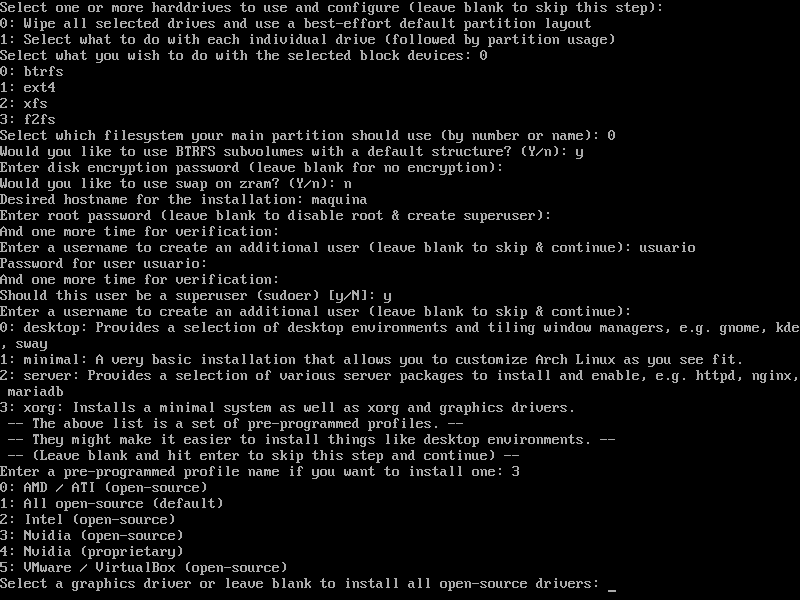 Select one or more harddrives to use and configure (leave blank to skip this step):
0: Wipe all selected drives and use a best-effort default partition layout
1: Select what to do with each individual drive (followed by partition usage)
Select what you wish to do with the selected block devices: 0
0: btrfs
1: ext4
2: xfs
3: f2fs
Select which filesystem your main partition should use (by number or name): 0
Would you like to use BTRFS subvolumes with a default structure? (Y/n): y
Enter disk encryption password (leave blank for no encryption):
Would you like to use swap on zram? (Y/n): n
Desired hostname for the installation: maquina
Enter root password (leave blank to disable root & create superuser):
And one more time for verification:
Enter a username to create an additional user (leave blank to skip & continue): usuario
Password for user usuario:
And one more time for verification:
Should this user be a superuser (sudoer) [y/N]: y
Enter a username to create an additional user (leave blank to skip & continue):
0: desktop: Provides a selection of desktop environments and tiling window managers, e.g. gnome, kde
, sway
1: minimal: A very basic installation that allows you to customize Arch Linux as you see fit.
2: server: Provides a selection of various server packages to install and enable, e.g. httpd, nginx,
 mariadb
3: xorg: Installs a minimal system as well as xorg and graphics drivers.
 -- The above list is a set of pre-programmed profiles. --
 -- They might make it easier to install things like desktop environments. --
 -- (Leave blank and hit enter to skip this step and continue) --
Enter a pre-programmed profile name if you want to install one: 3
0: AMD / ATI (open-source)
1: All open-source (default)
2: Intel (open-source)
3: Nvidia (open-source)
4: Nvidia (proprietary)
5: VMware / VirtualBox (open-source)
Select a graphics driver or leave blank to install all open-source drivers: _